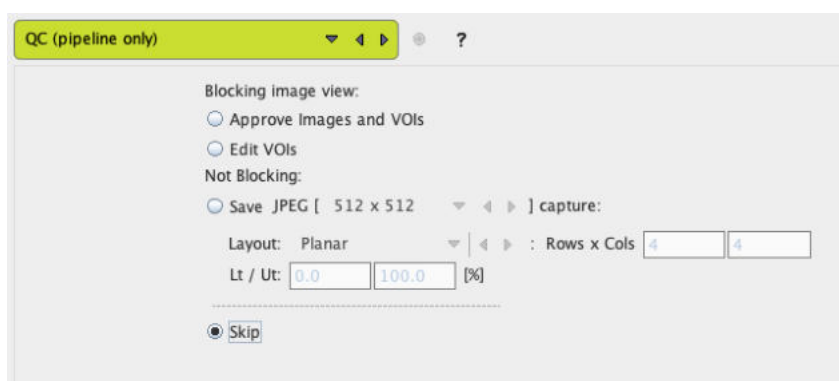 QC (pipeline only) ?
Blocking image view:
Approve Images and VOIs
Edit VOIs
Not Blocking:
Save JPEG [ 512 x 512 ] capture:
Layout: Planar : Rows x Cols 4 4
Lt / Ut: 0.0 100.0 [%]
Skip